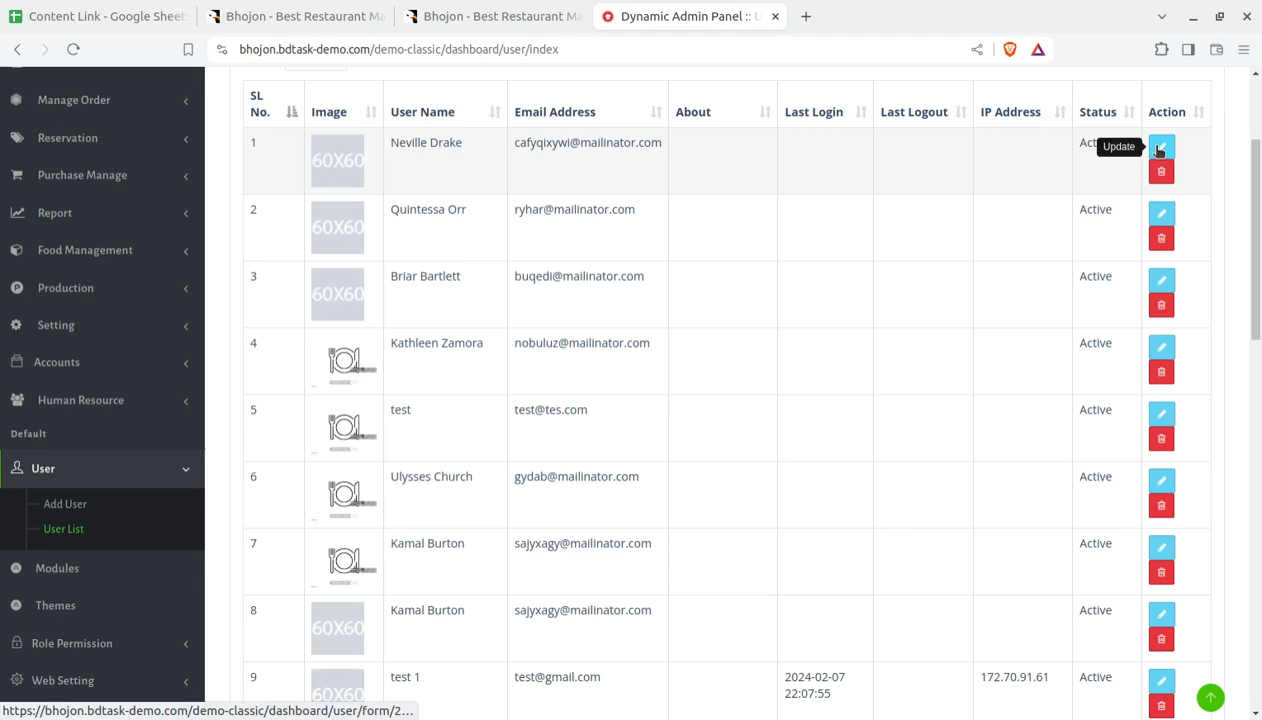 Content Link - Google Sheet
Bhojon - Best Restaurant Ma
Bhojon - Best Restaurant Ma
Dynamic Admin Panel :: U
bhojon.bdtask-demo.com/demo-classic/dashboard/user/index
Manage Order
Reservation
Purchase Manage
Report
Food Management
Production
Setting
Accounts
Human Resource
Default
User
Add User
User List
Modules
Themes
Role Permission
Web Setting
SL No. Image User Name Email Address About Last Login Last Logout IP Address Status Action
1 60X60 Neville Drake cafyqixywi@mailinator.com Act Update
2 60X60 Quintessa Orr ryhar@mailinator.com Active
3 60X60 Briar Bartlett buqedi@mailinator.com Active
4 Kathleen Zamora nobuluz@mailinator.com Active
5 test test@tes.com Active
6 Ulysses Church gydab@mailinator.com Active
7 Kamal Burton sajyxagy@mailinator.com Active
8 60X60 Kamal Burton sajyxagy@mailinator.com Active
9 60X60 test 1 test@gmail.com 2024-02-07 22:07:55 172.70.91.61 Active
https://bhojon.bdtask-demo.com/demo-classic/dashboard/user/form/2...